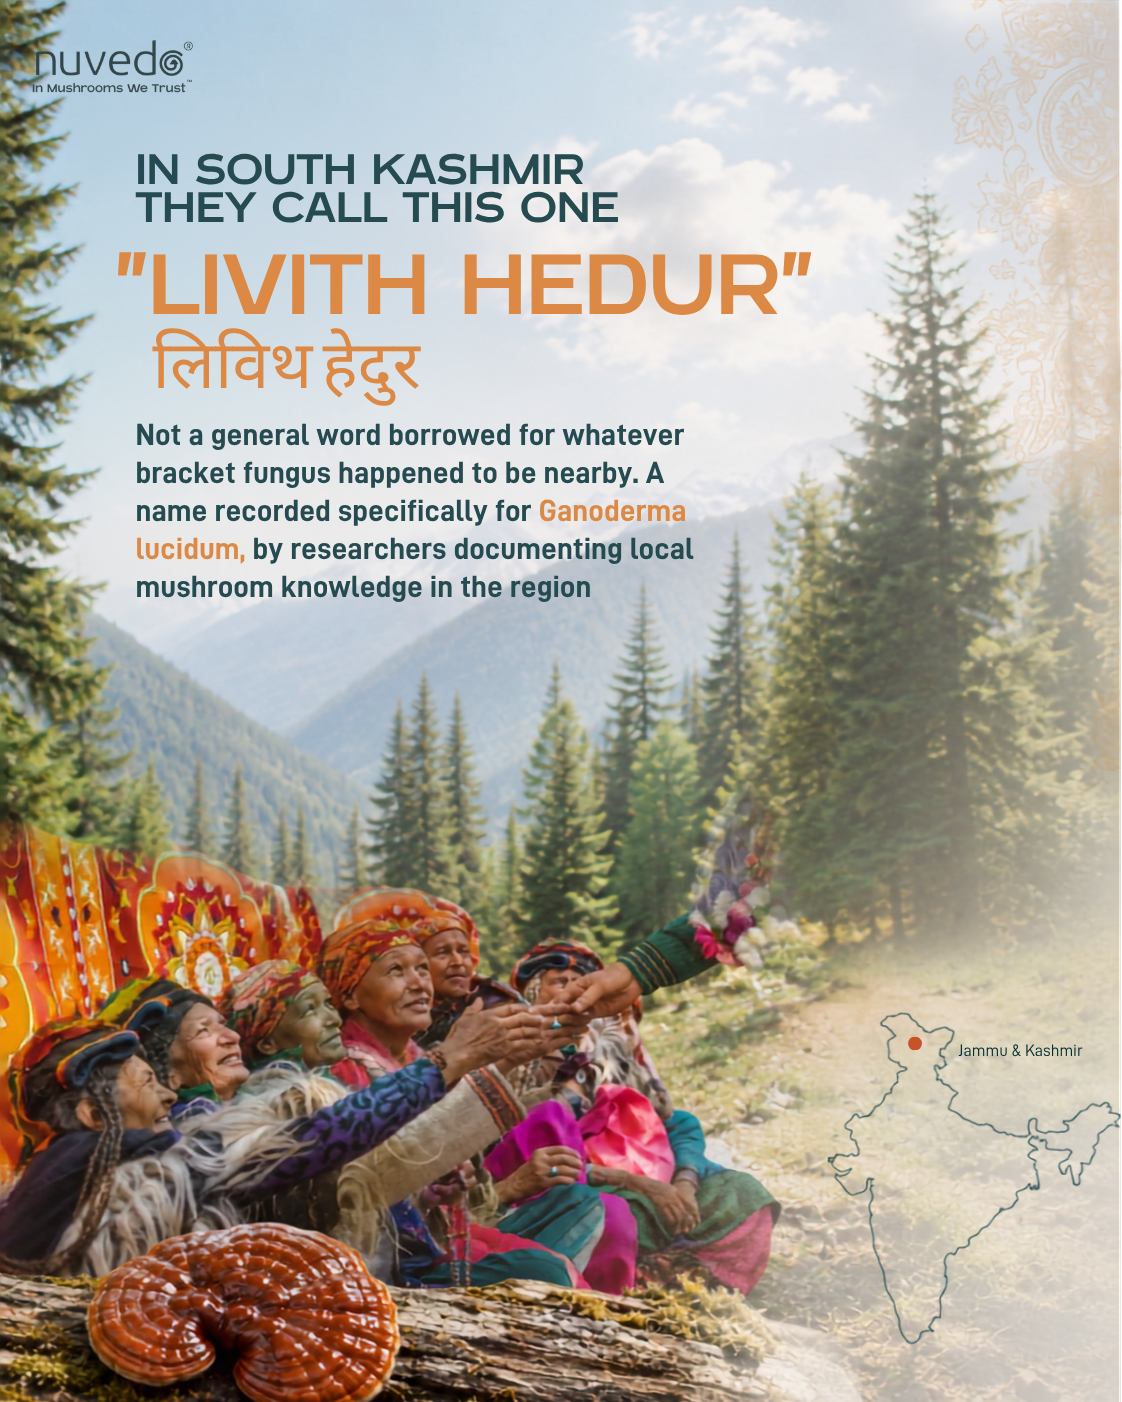 nuvedo®
In Mushrooms We Trust™
IN SOUTH KASHMIR
THEY CALL THIS ONE
"LIVITH HEDUR"
लिविथ हेदुर
Not a general word borrowed for whatever
bracket fungus happened to be nearby. A
name recorded specifically for Ganoderma
lucidum, by researchers documenting local
mushroom knowledge in the region
Jammu & Kashmir